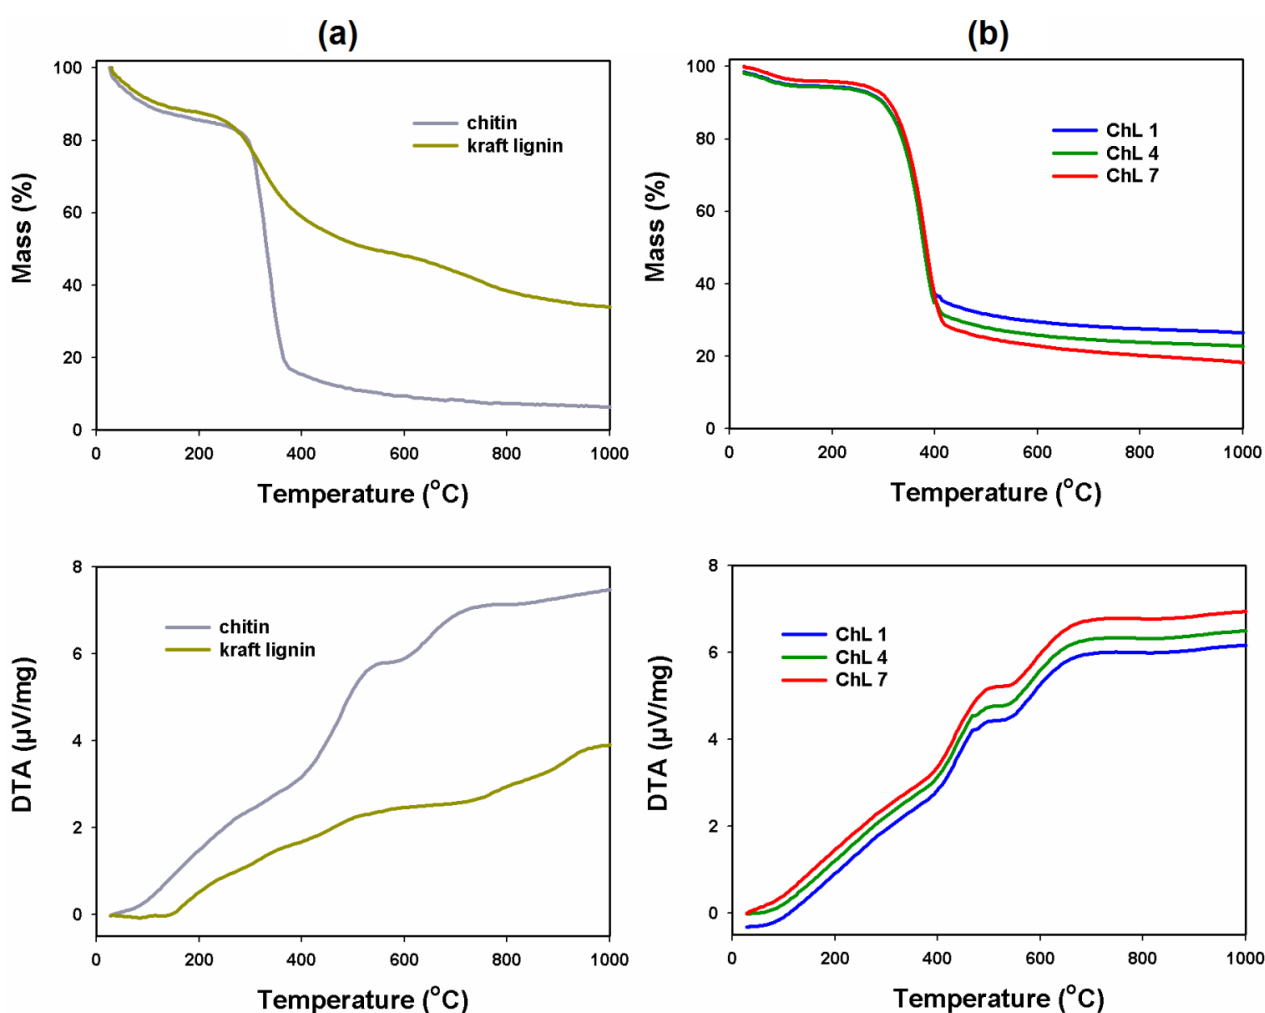 (a)
100
80
60
40
20
0
Mass (%)
chitin
kraft lignin
0 200 400 600 800 1000
Temperature (°C)
(b)
100
80
60
40
20
0
Mass (%)
ChL 1
ChL 4
ChL 7
0 200 400 600 800 1000
Temperature (°C)
8
6
4
2
0
DTA (µV/mg)
chitin
kraft lignin
0 200 400 600 800 1000
Temperature (°C)
8
6
4
2
0
DTA (µV/mg)
ChL 1
ChL 4
ChL 7
0 200 400 600 800 1000
Temperature (°C)